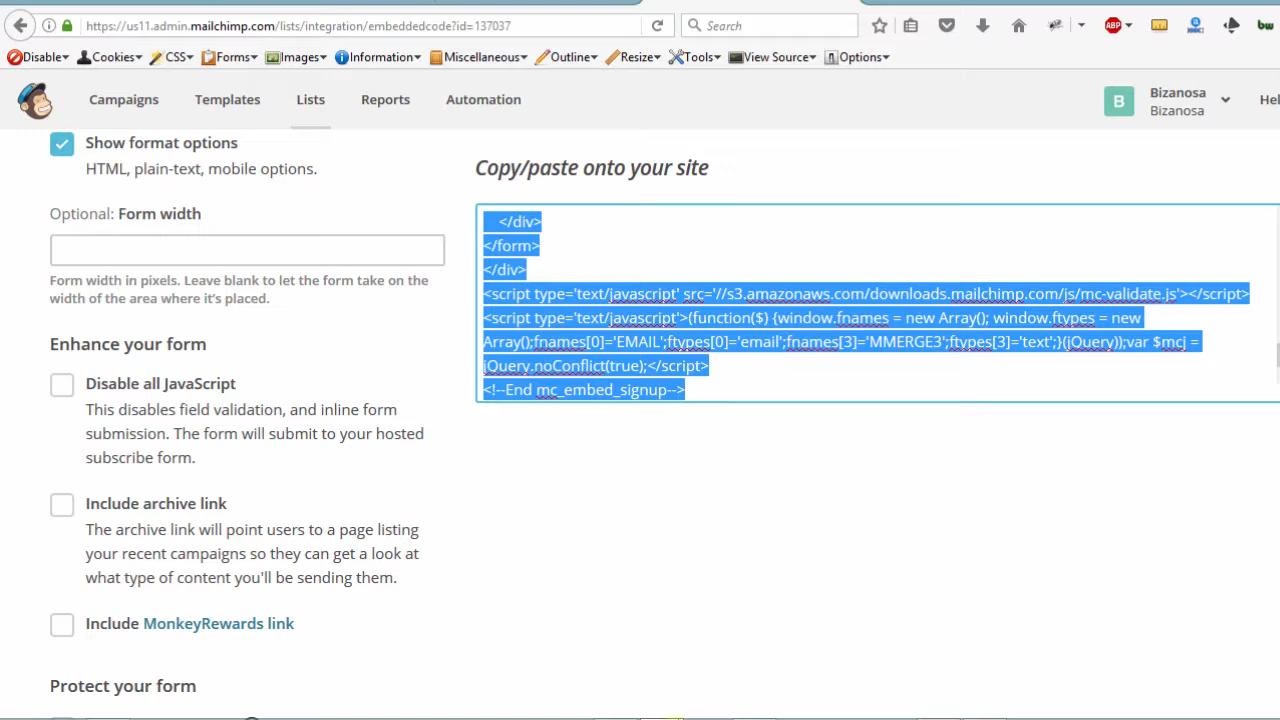 https://us11.admin.mailchimp.com/lists/integration/embeddedcode?id=137037
Search
ABP
bw
Disable Cookies CSS Forms Images Information Miscellaneous Outline Resize Tools View Source Options
Campaigns Templates Lists Reports Automation
B
Bizanosa
Bizanosa
Hel
Show format options
HTML, plain-text, mobile options.
Optional: Form width
Form width in pixels. Leave blank to let the form take on the
width of the area where it's placed.
Enhance your form
Disable all JavaScript
This disables field validation, and inline form
submission. The form will submit to your hosted
subscribe form.
Include archive link
The archive link will point users to a page listing
your recent campaigns so they can get a look at
what type of content you'll be sending them.
Include MonkeyRewards link
Protect your form
Copy/paste onto your site
</div>
</form>
</div>
<script type='text/javascript' src='//s3.amazonaws.com/downloads.mailchimp.com/js/mc-validate.js'></script>
<script type='text/javascript'>(function($) {window.fnames = new Array(); window.ftypes = new
Array();fnames[0]='EMAIL';ftypes[0]='email';fnames[3]='MMERGE3';ftypes[3]='text';}(jQuery));var $mcj =
jQuery.noConflict(true);</script>
<!--End mc_embed_signup-->